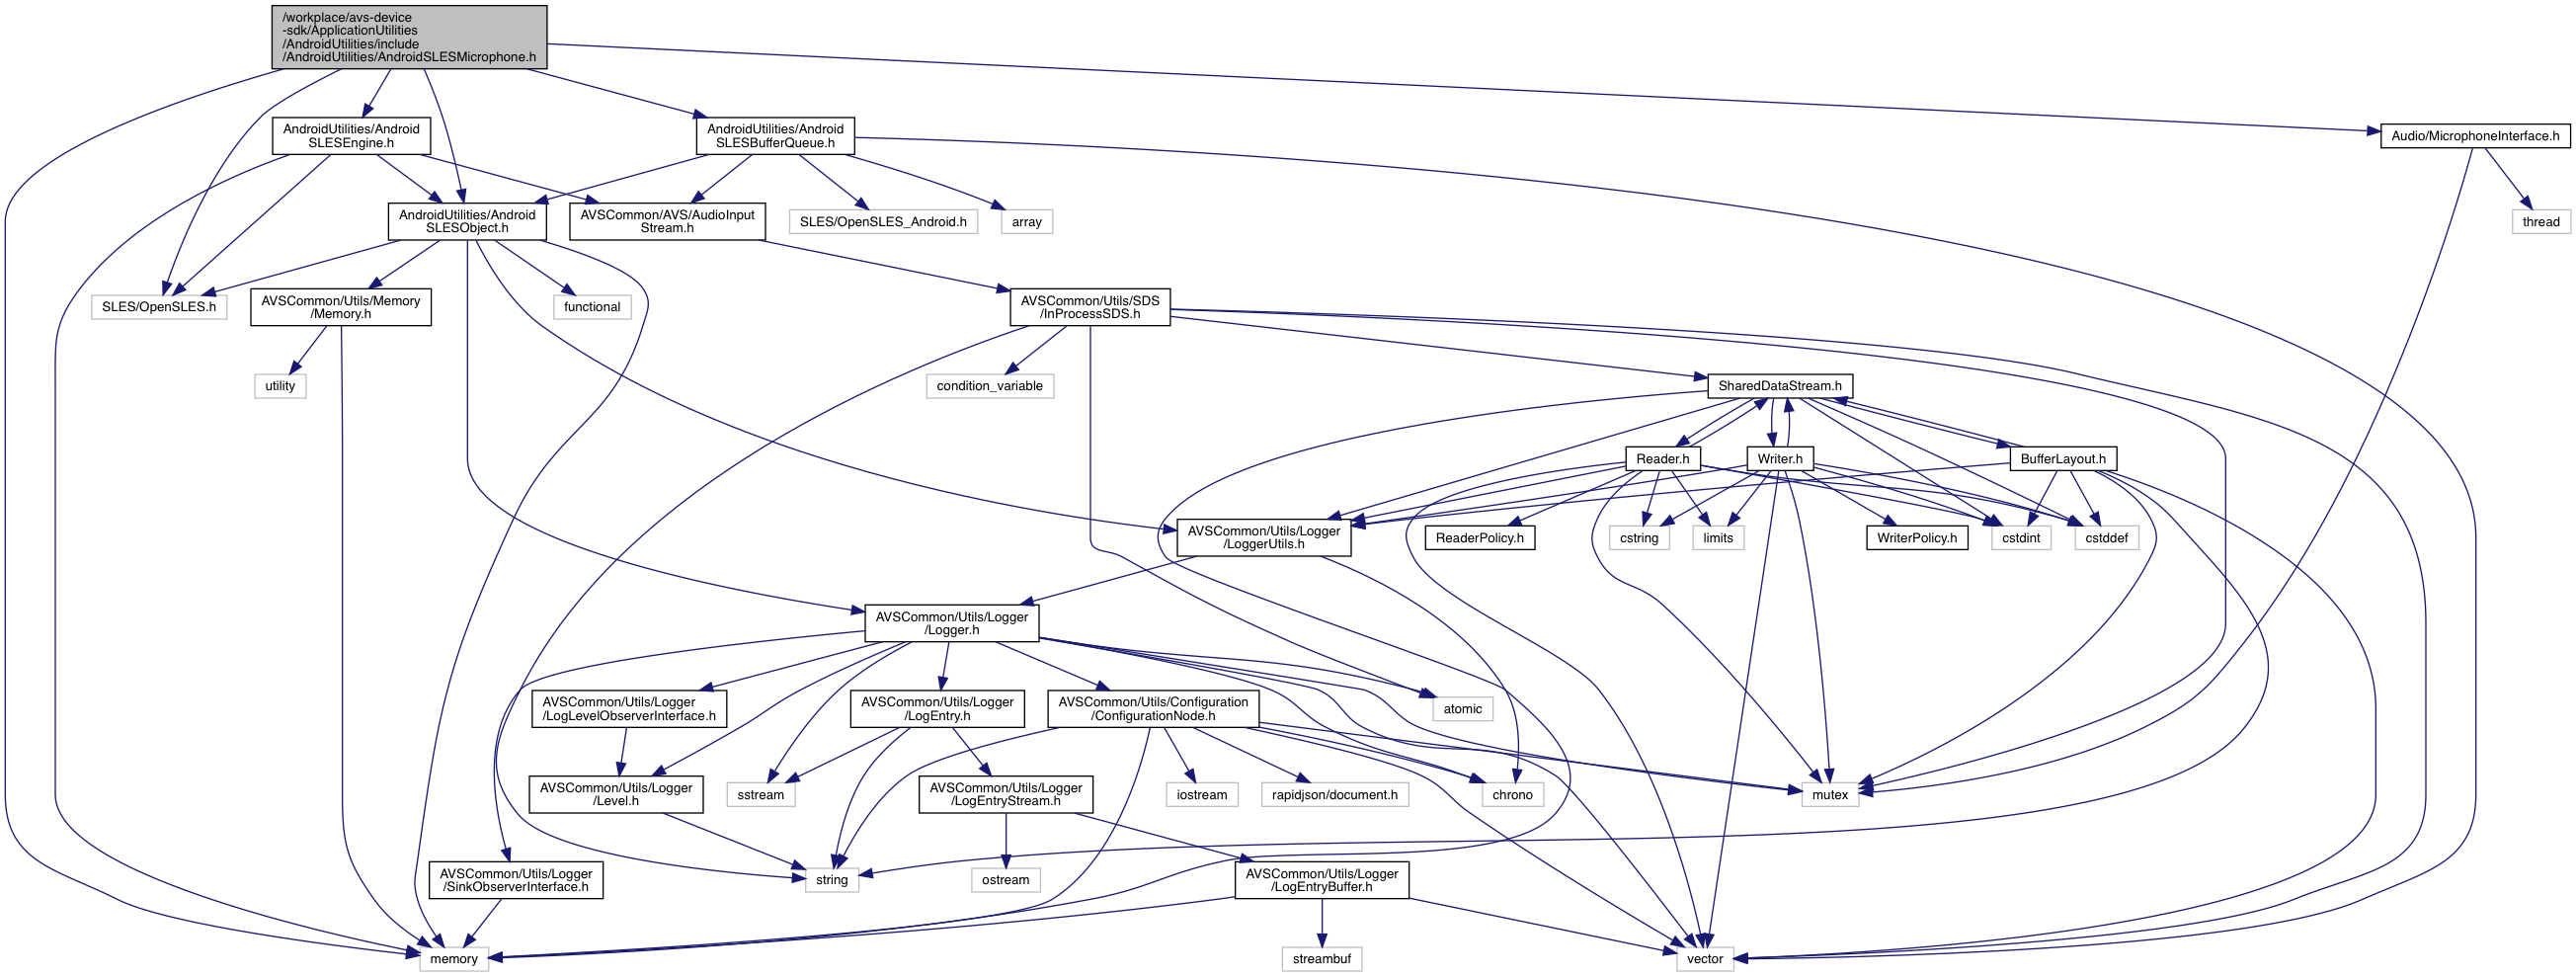 /workplace/avs-device
-sdk/ApplicationUtilities
/AndroidUtilities/include
/AndroidUtilities/AndroidSLESMicrophone.h
AndroidUtilities/Android
SLESEngine.h
AndroidUtilities/Android
SLESBufferQueue.h
Audio/MicrophoneInterface.h
AndroidUtilities/Android
SLESObject.h
AVSCommon/AVS/AudioInput
Stream.h
SLES/OpenSLES_Android.h
array
thread
SLES/OpenSLES.h
AVSCommon/Utils/Memory
/Memory.h
functional
AVSCommon/Utils/SDS
/InProcessSDS.h
utility
condition_variable
SharedDataStream.h
Reader.h
Writer.h
BufferLayout.h
AVSCommon/Utils/Logger
/LoggerUtils.h
ReaderPolicy.h
cstring
limits
WriterPolicy.h
cstdint
cstddef
AVSCommon/Utils/Logger
/Logger.h
AVSCommon/Utils/Logger
/LogLevelObserverInterface.h
AVSCommon/Utils/Logger
/LogEntry.h
AVSCommon/Utils/Configuration
/ConfigurationNode.h
atomic
AVSCommon/Utils/Logger
/Level.h
sstream
AVSCommon/Utils/Logger
/LogEntryStream.h
iostream
rapidjson/document.h
chrono
mutex
AVSCommon/Utils/Logger
/SinkObserverInterface.h
string
ostream
AVSCommon/Utils/Logger
/LogEntryBuffer.h
memory
streambuf
vector